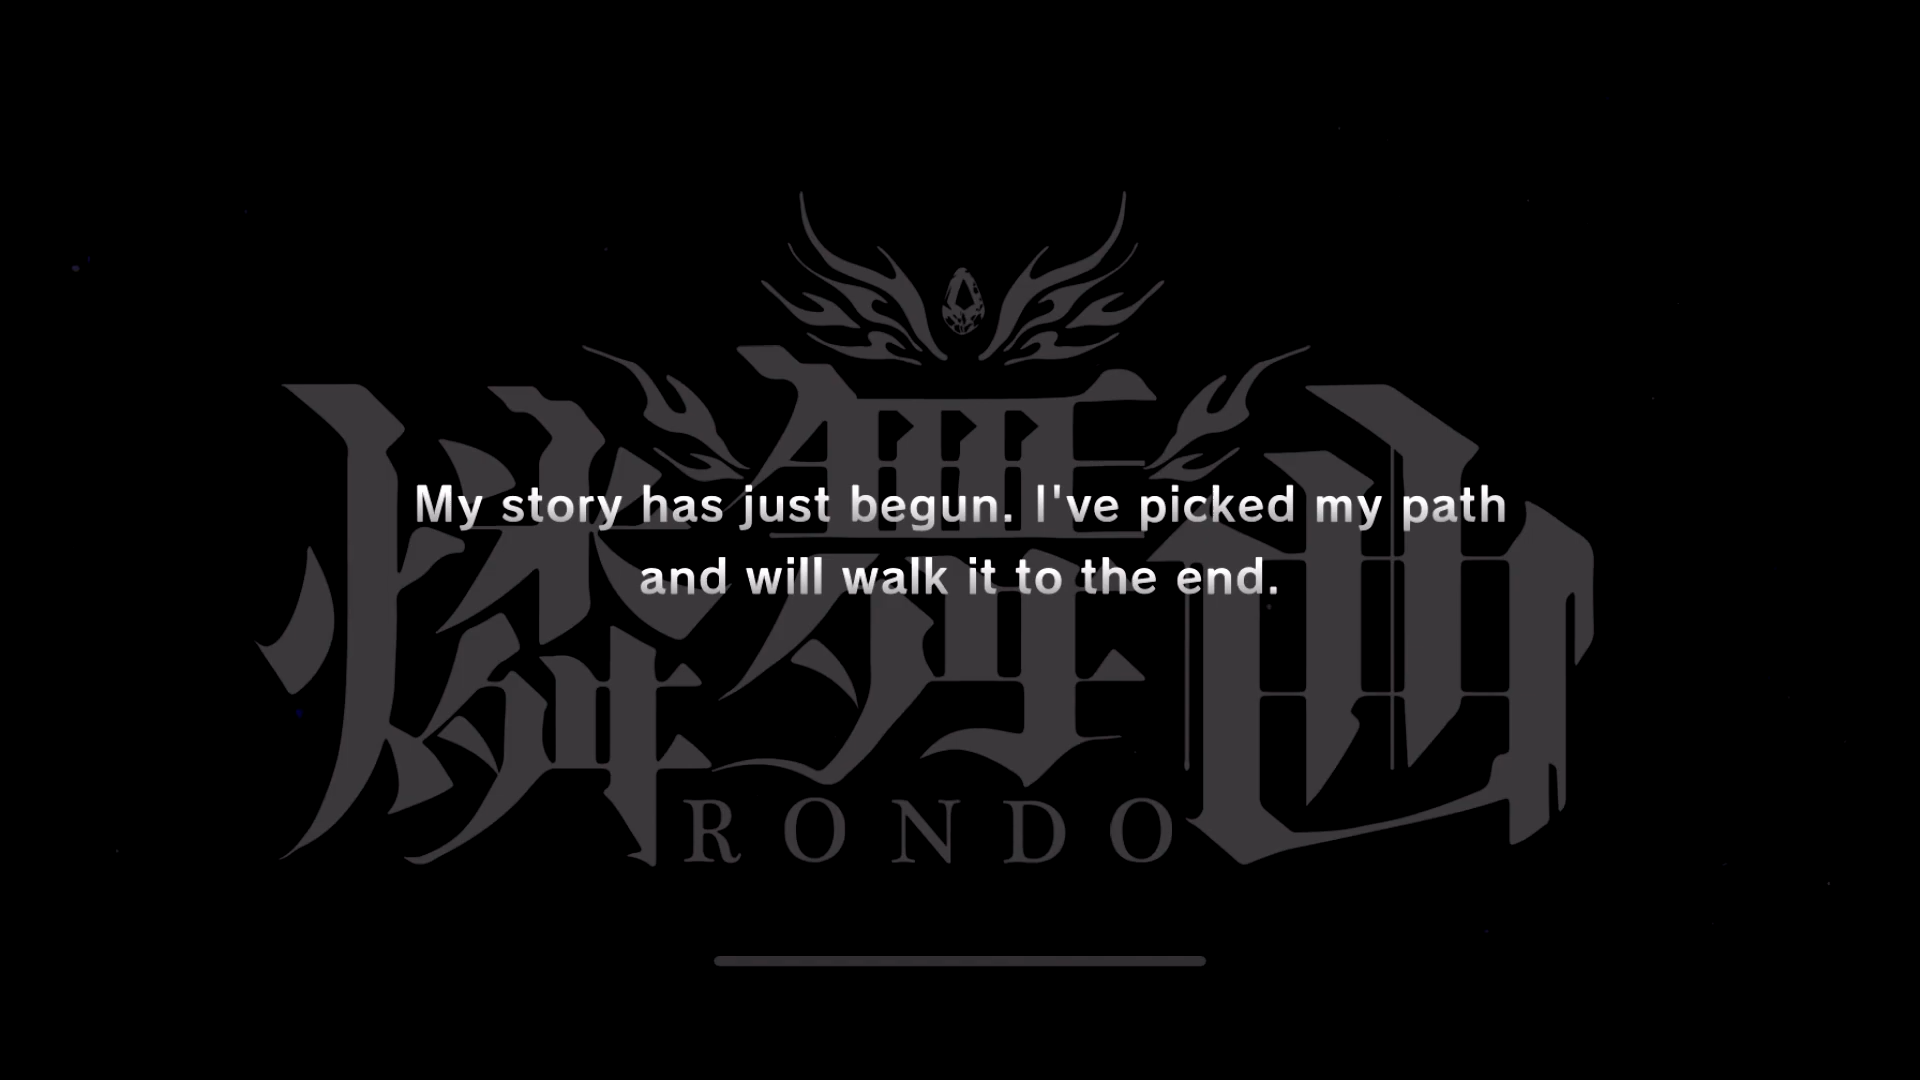 燐舞曲
RONDO
My story has just begun. I've picked my path
and will walk it to the end.